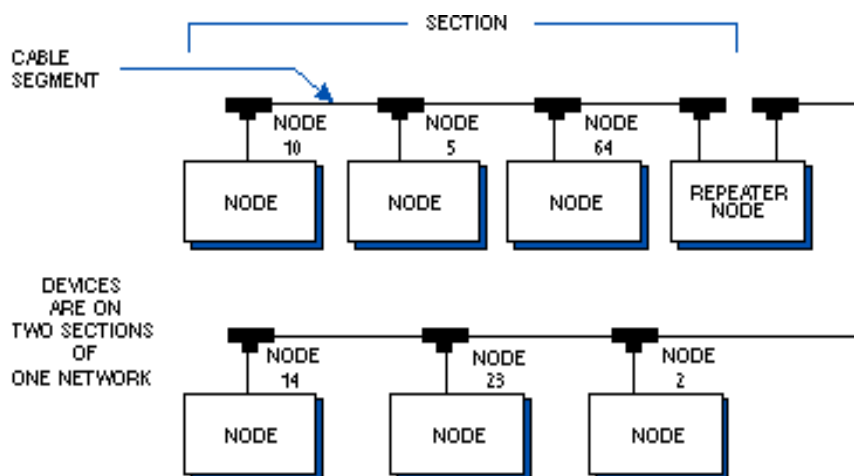 SECTION
CABLE
SEGMENT
NODE
10
NODE
5
NODE
64
NODE
NODE
NODE
REPEATER
NODE
DEVICES
ARE ON
TWO SECTIONS
OF
ONE NETWORK
NODE
14
NODE
23
NODE
2
NODE
NODE
NODE